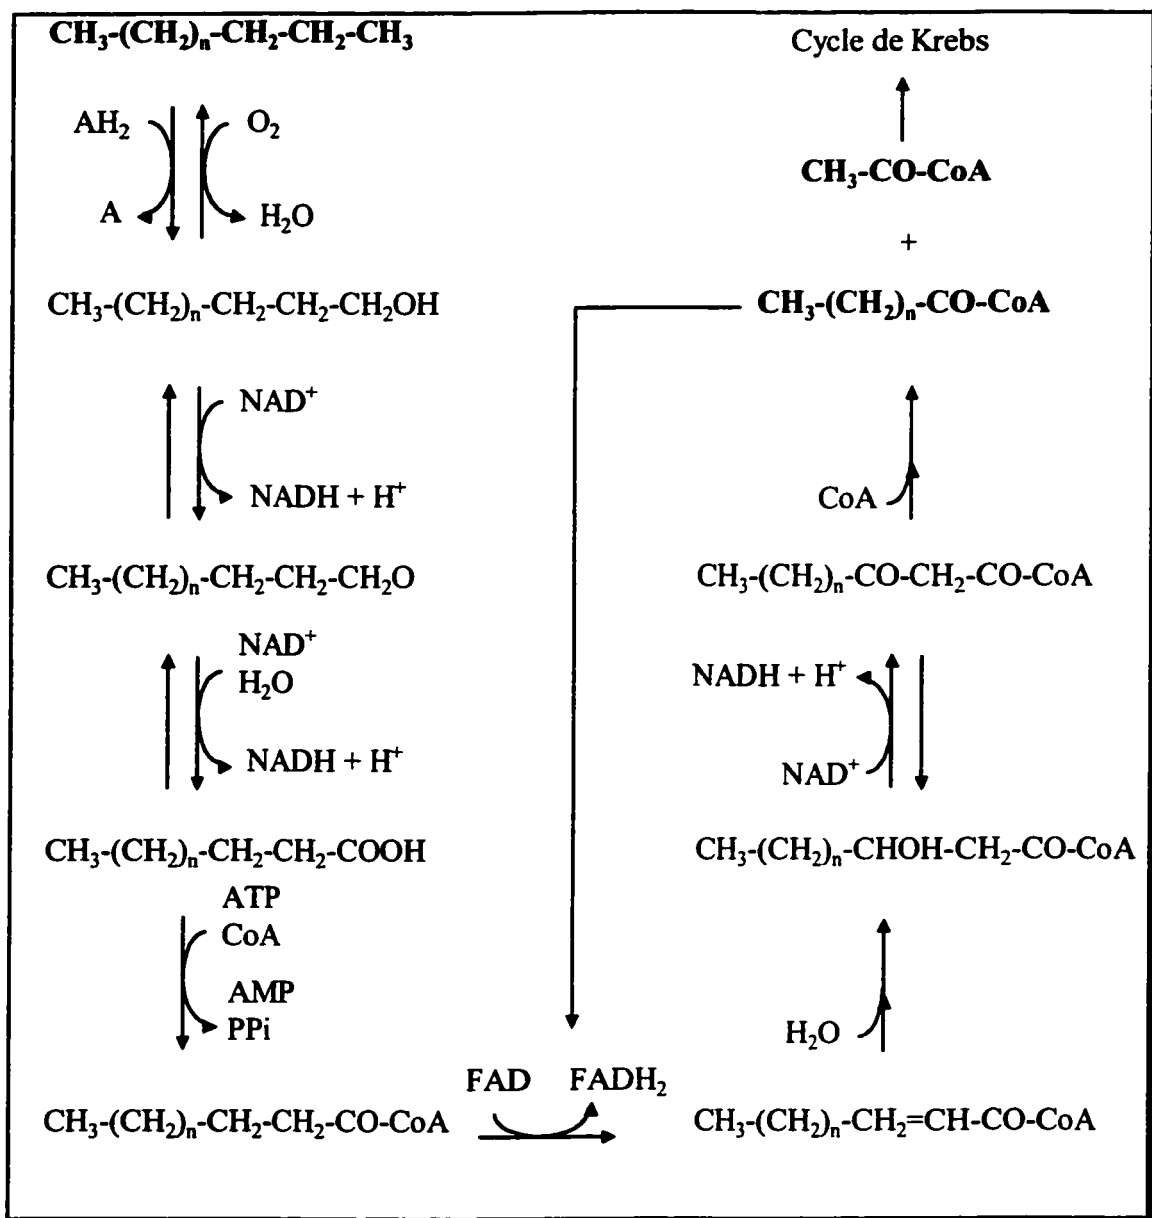 CH₃-(CH₂)ₙ-CH₂-CH₂-CH₃
AH₂
O₂
A
H₂O
CH₃-(CH₂)ₙ-CH₂-CH₂-CH₂OH
NAD⁺
NADH + H⁺
CH₃-(CH₂)ₙ-CH₂-CH₂-CH₂O
NAD⁺
H₂O
NADH + H⁺
CH₃-(CH₂)ₙ-CH₂-CH₂-COOH
ATP
CoA
AMP
PPi
CH₃-(CH₂)ₙ-CH₂-CH₂-CO-CoA
FAD
FADH₂
CH₃-(CH₂)ₙ-CH₂=CH-CO-CoA
H₂O
CH₃-(CH₂)ₙ-CHOH-CH₂-CO-CoA
NAD⁺
NADH + H⁺
CH₃-(CH₂)ₙ-CO-CH₂-CO-CoA
CoA
CH₃-(CH₂)ₙ-CO-CoA
+
CH₃-CO-CoA
Cycle de Krebs